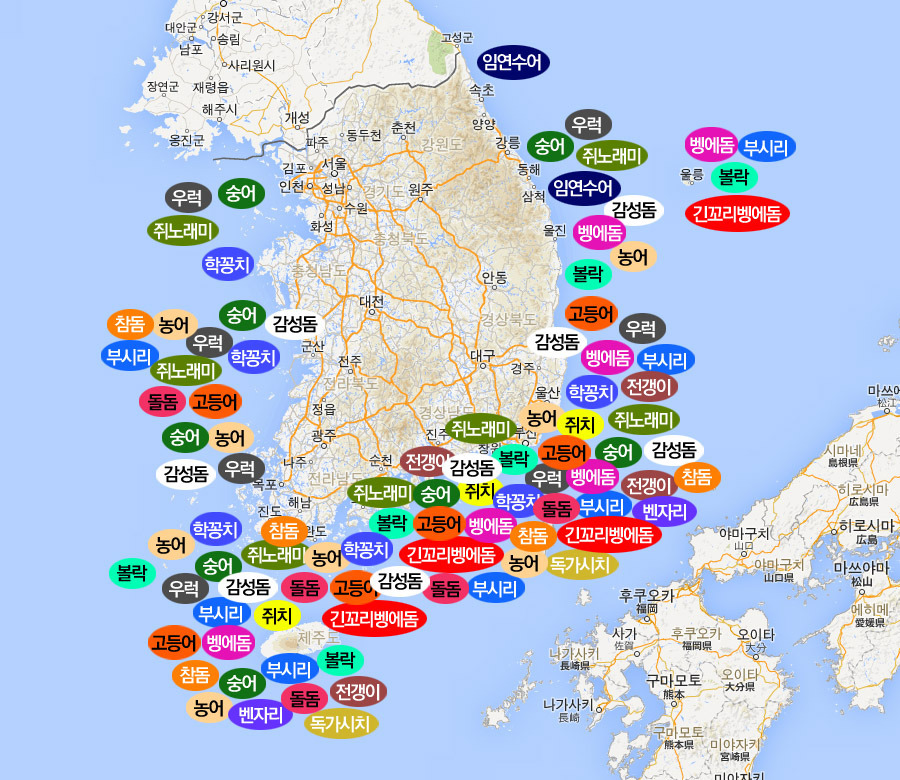 강서군
대안군
송림
남포
사리원시
장연군
재령읍
해주시
옹진군
개성
고성군
임연수어
속초
양양
강릉
동두천
춘천
강원도
파주
김포
서울
인천
성남
경기도
원주
수원
화성
동해
삼척
울진
우럭
숭어
쥐노래미
임연수어
감성돔
벵에돔
농어
볼락
벵에돔
부시리
울릉
볼락
긴꼬리벵에돔
우럭
숭어
쥐노래미
학꽁치
충청북도
충청남도
안동
대전
경상북도
고등어
우럭
감성돔
벵에돔
부시리
학꽁치
전갱이
참돔
농어
숭어
감성돔
우럭
부시리
학꽁치
쥐노래미
돌돔
고등어
군산
전주
전라북도
대구
경주
울산
정읍
경상남도
광주
진주
창원
부산
쥐노래미
농어
쥐치
쥐노래미
숭어
농어
감성돔
우럭
나주
순천
목포
전라남도
해남
진도
완도
전갱이
감성돔
볼락
고등어
숭어
감성돔
쥐노래미
숭어
쥐치
우럭
벵에돔
전갱이
참돔
학꽁치
돌돔
부시리
벤자리
볼락
고등어
벵에돔
참돔
긴꼬리벵에돔
긴꼬리벵에돔
농어
독가시치
학꽁치
참돔
농어
쥐노래미
농어
학꽁치
볼락
숭어
우럭
감성돔
돌돔
고등어
감성돔
돌돔
부시리
부시리
쥐치
긴꼬리벵에돔
고등어
벵에돔
제주도
참돔
숭어
부시리
볼락
농어
벤자리
돌돔
전갱이
독가시치
마쓰에
松江
시마네
島根県
히로시마
広島県
히로시마
広島
야마구치
山口
야마구치
山口県
마쓰야마
松山
에히메
愛媛県
후쿠오카
福岡
사가
佐賀
후쿠오카
福岡県
오이타
大分
오이타
大分県
나가사키
長崎県
구마모토
熊本
나가사키
長崎
구마모토
熊本県
미야자키
宮崎県
미야자키